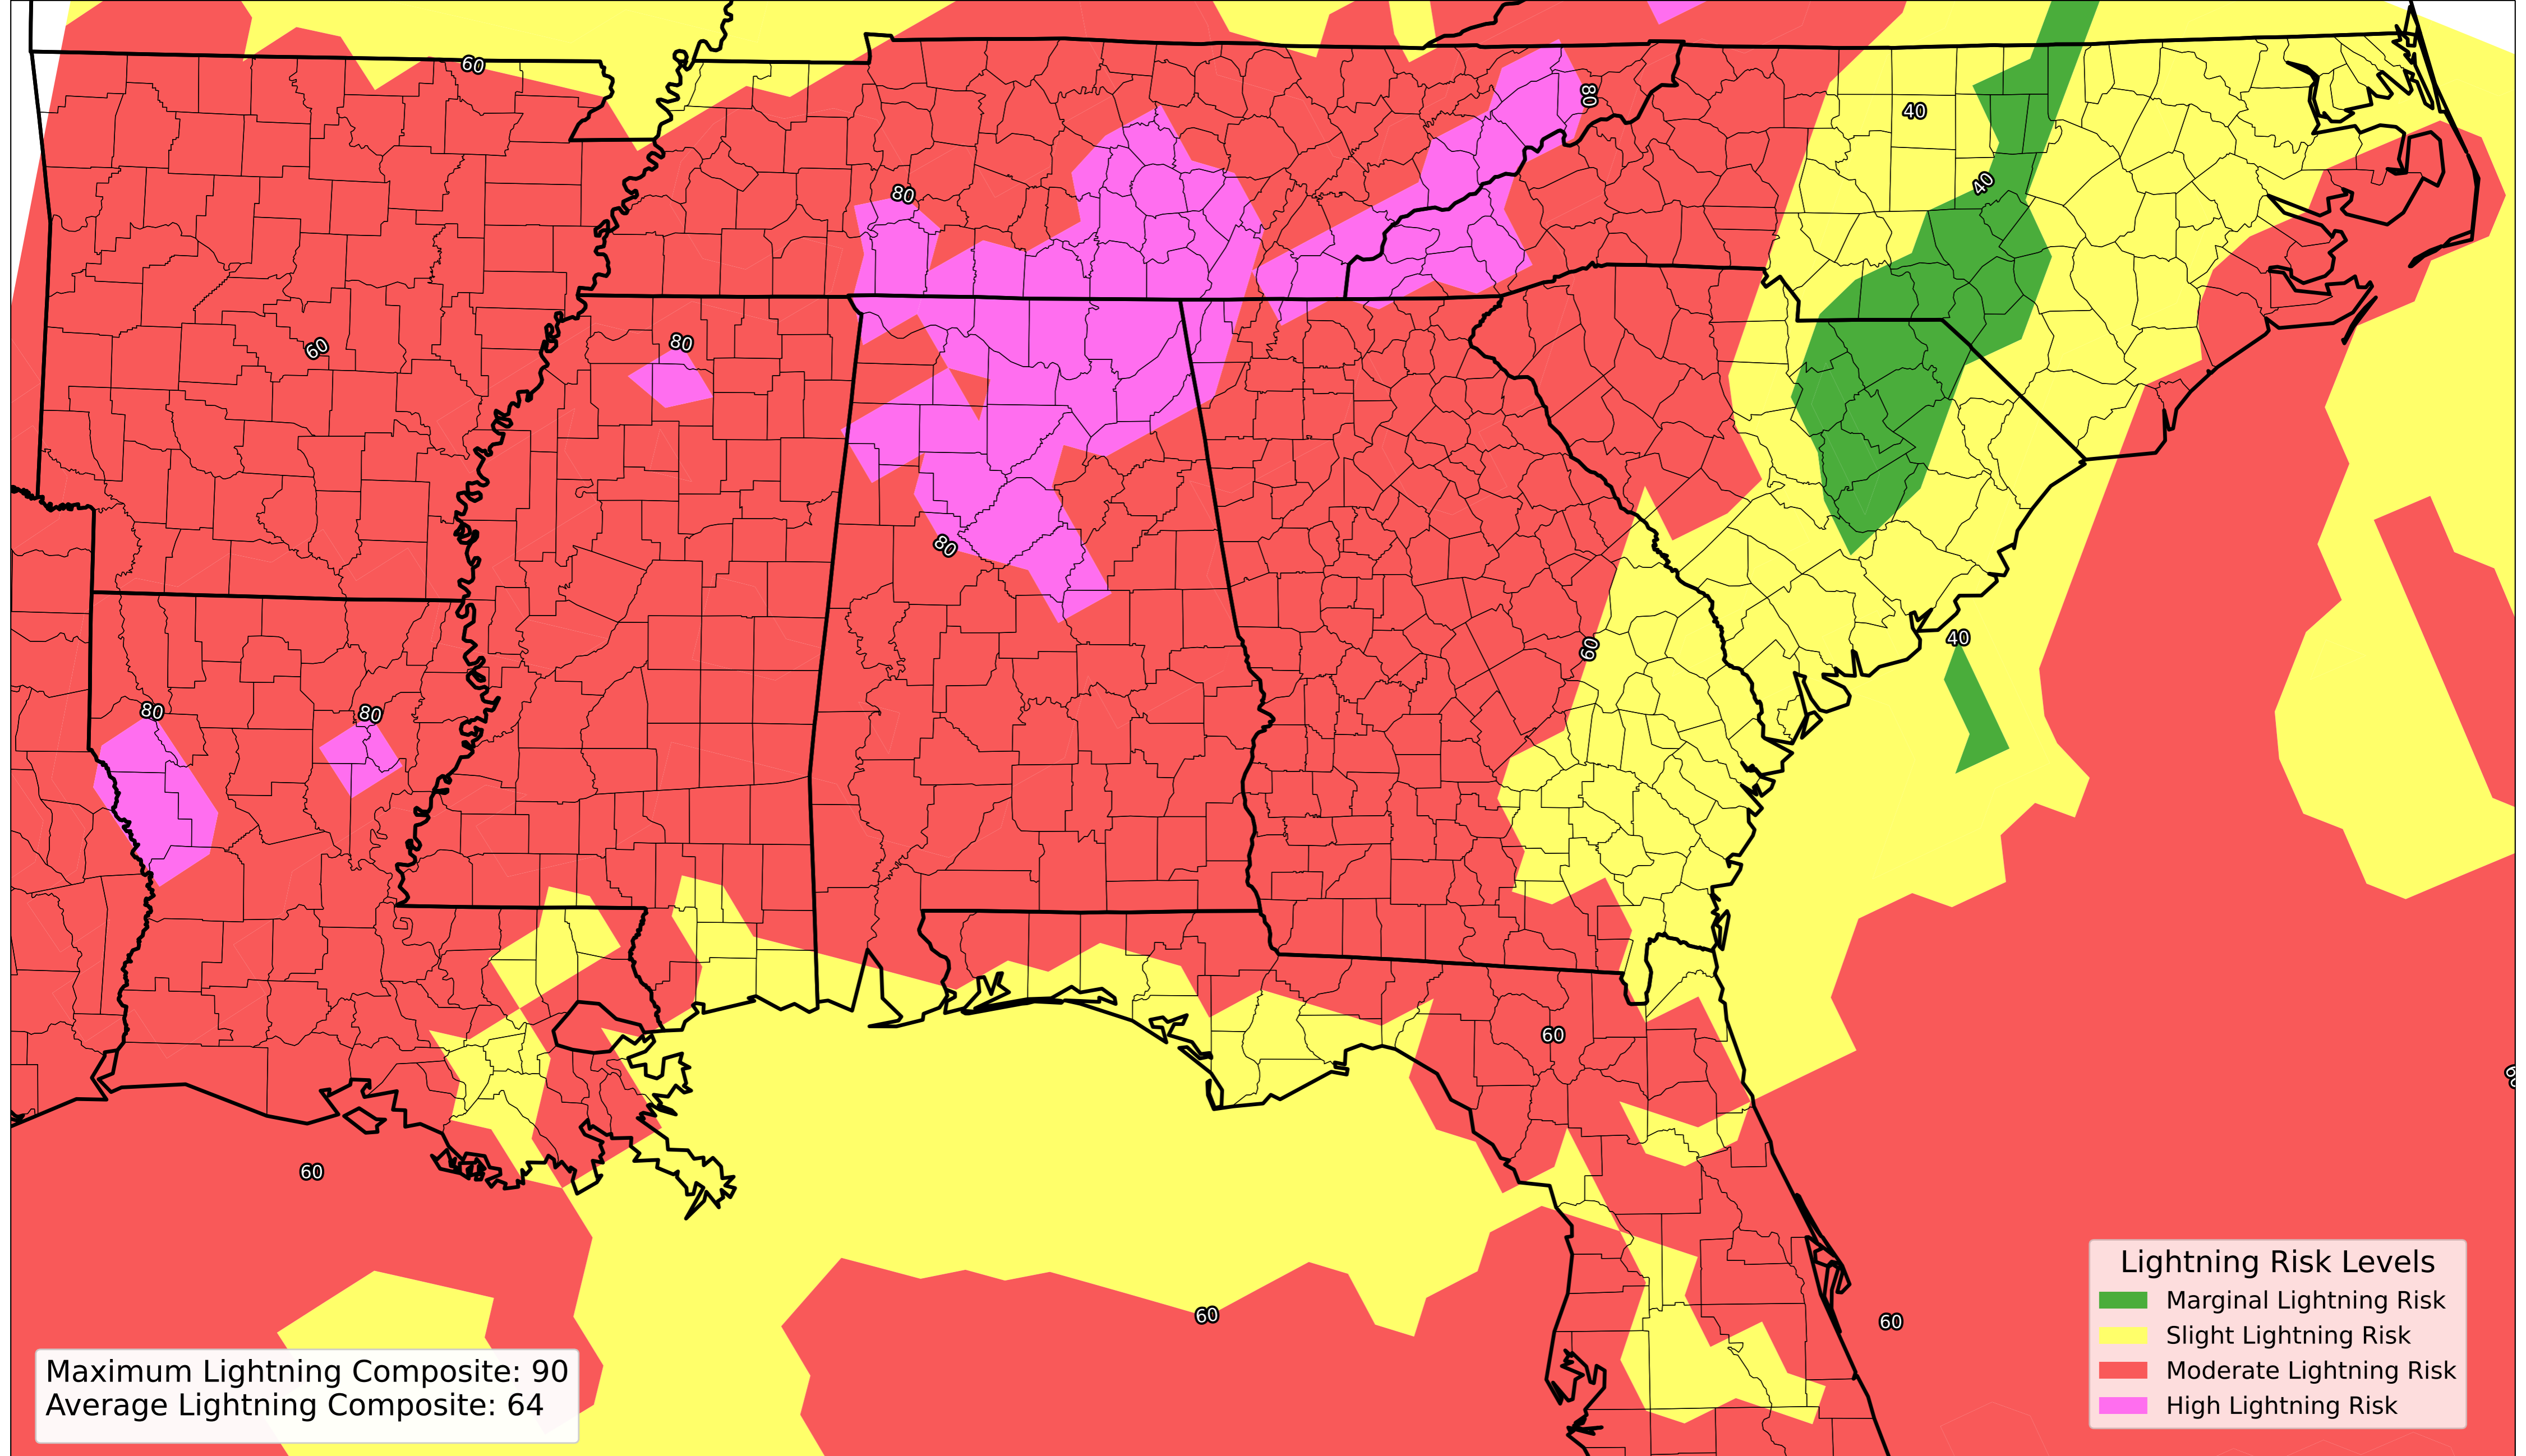 60
80
40
80
40
60
80
80
60
40
80
80
60
60
60
60
Lightning Risk Levels
Marginal Lightning Risk
Slight Lightning Risk
Moderate Lightning Risk
High Lightning Risk
Maximum Lightning Composite: 90
Average Lightning Composite: 64